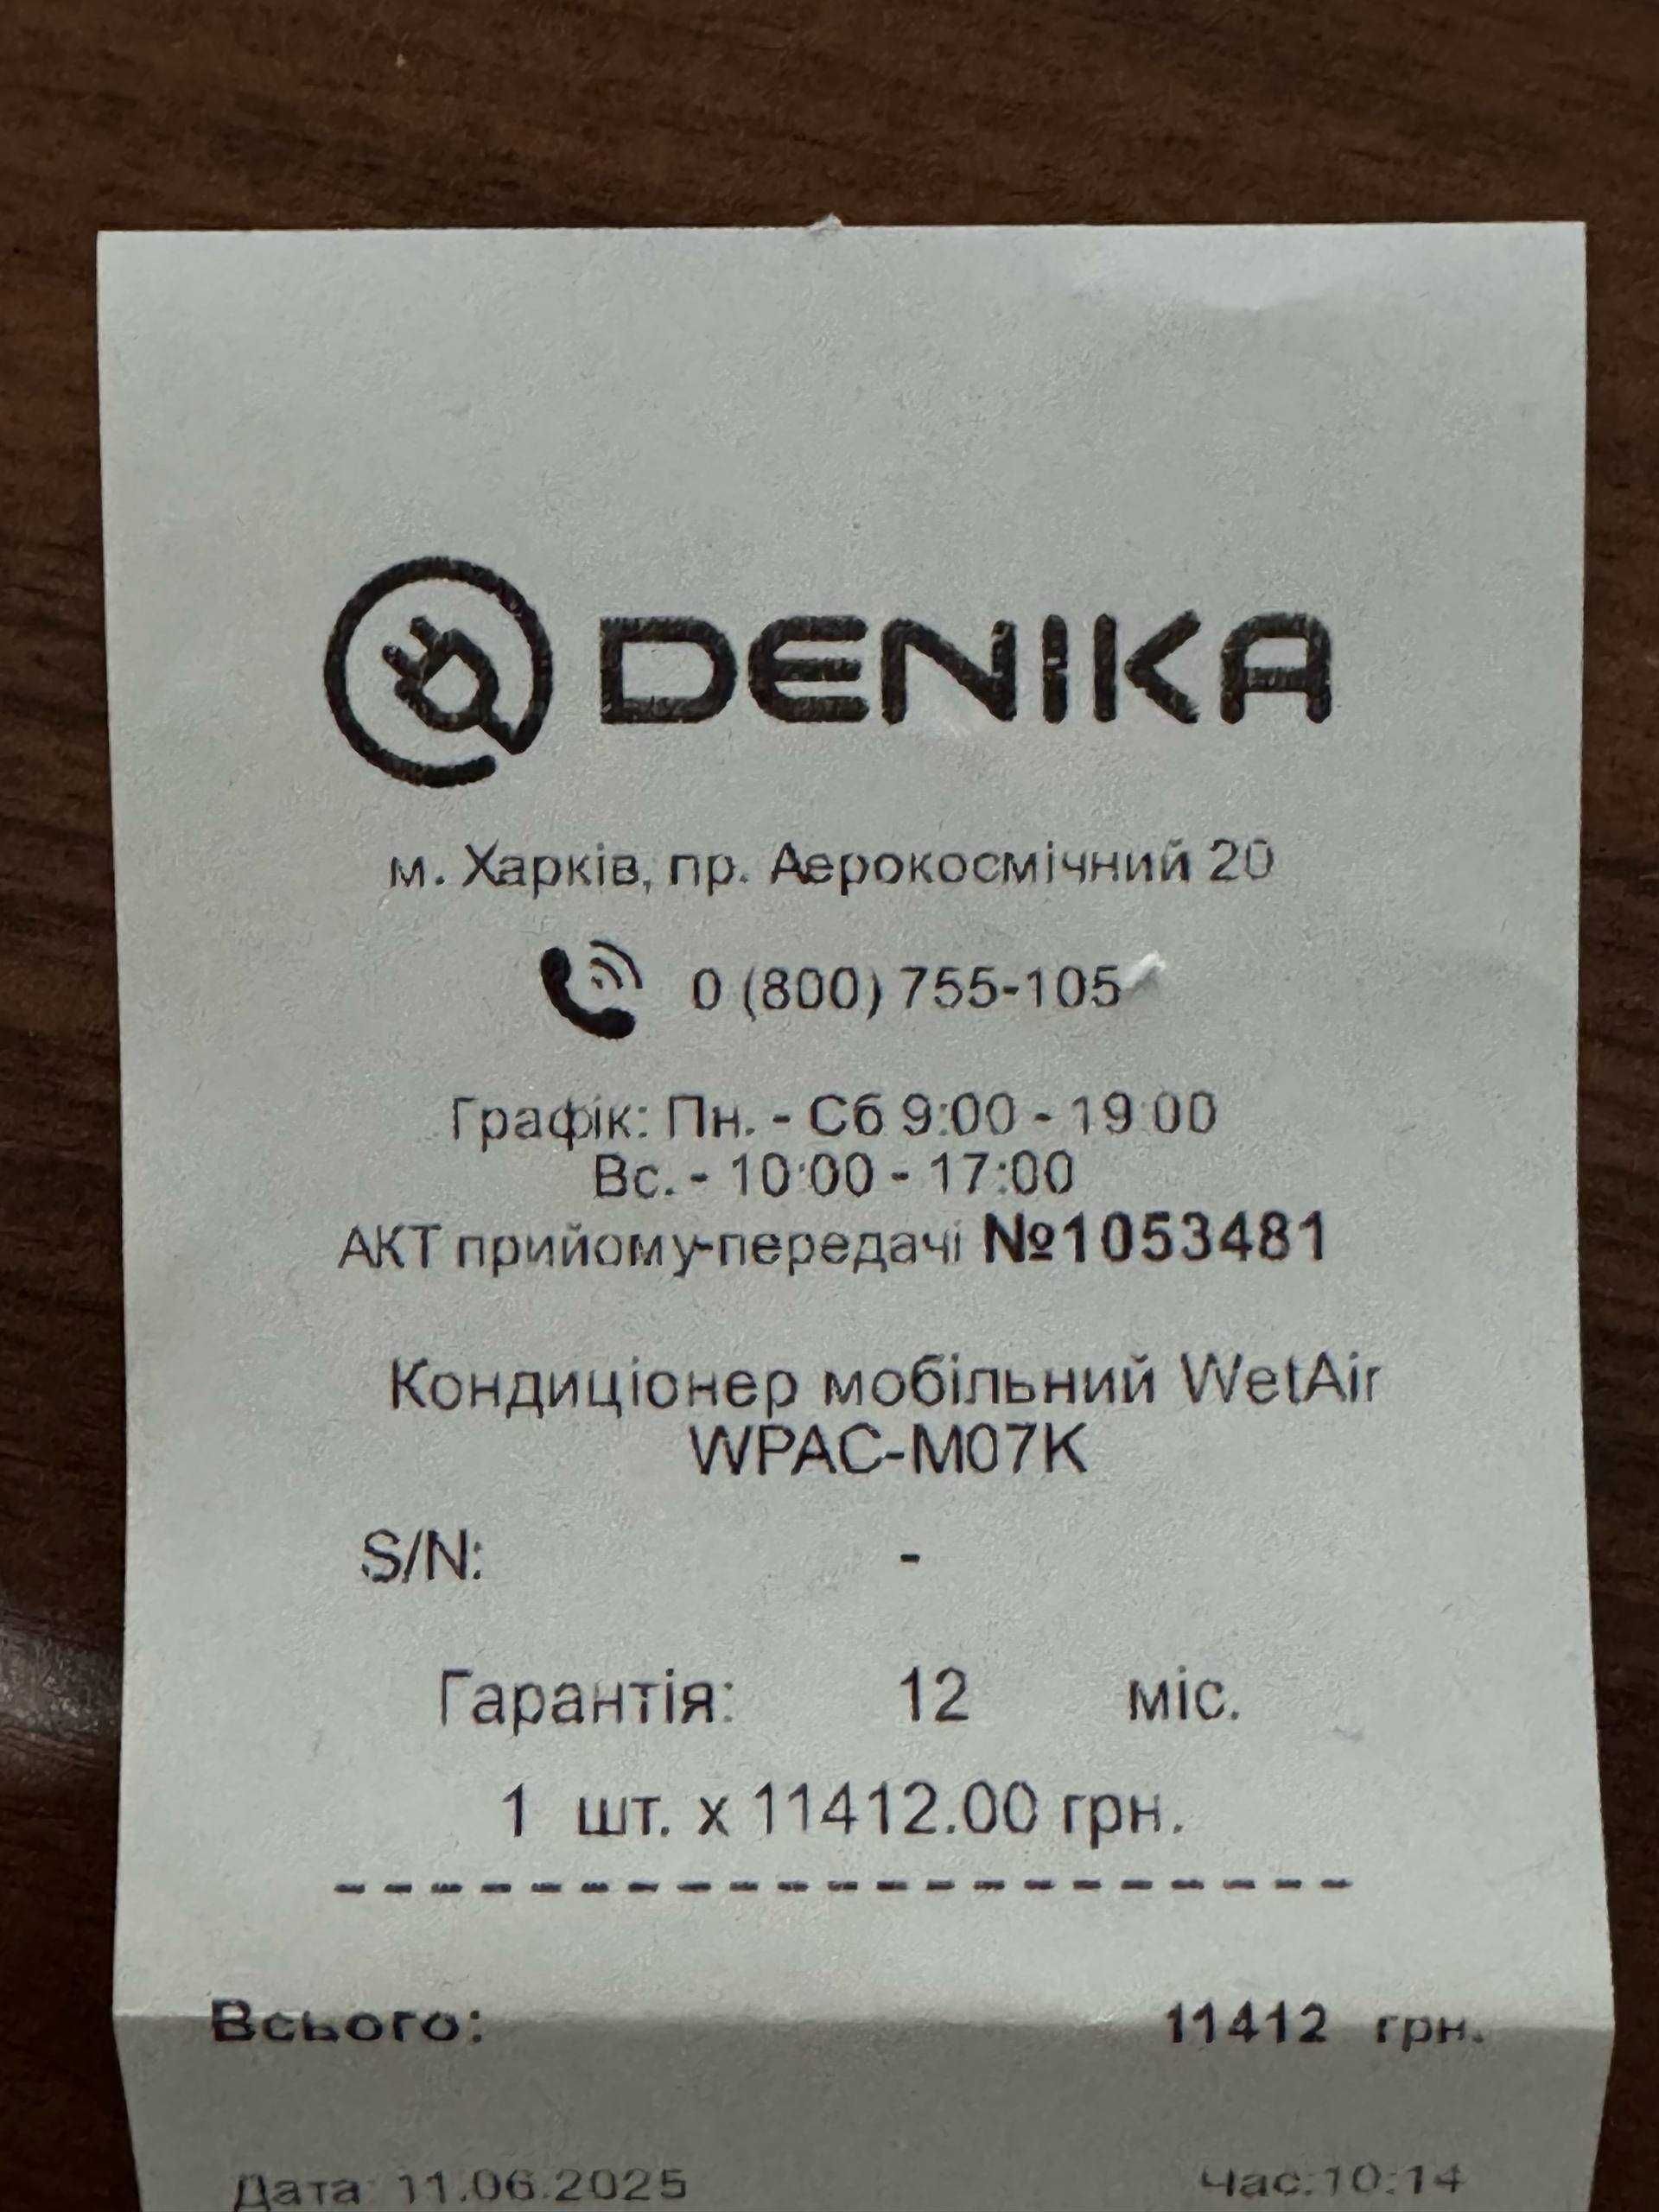 DENIKA
м. Харків, пр. Аерокосмічний 20
0 (800) 755-105
Графік: Пн. - Сб 9:00 - 19:00
Вс. - 10:00 - 17:00
АКТ прийому-передачі №1053481
Кондиціонер мобільний WetAir
WPAC-M07K
S/N: -
Гарантія: 12 міс.
1 шт. x 11412.00 грн.
------------------------
Всього: 11412 грн.
Дата: 11.06.2025 Час:10:14